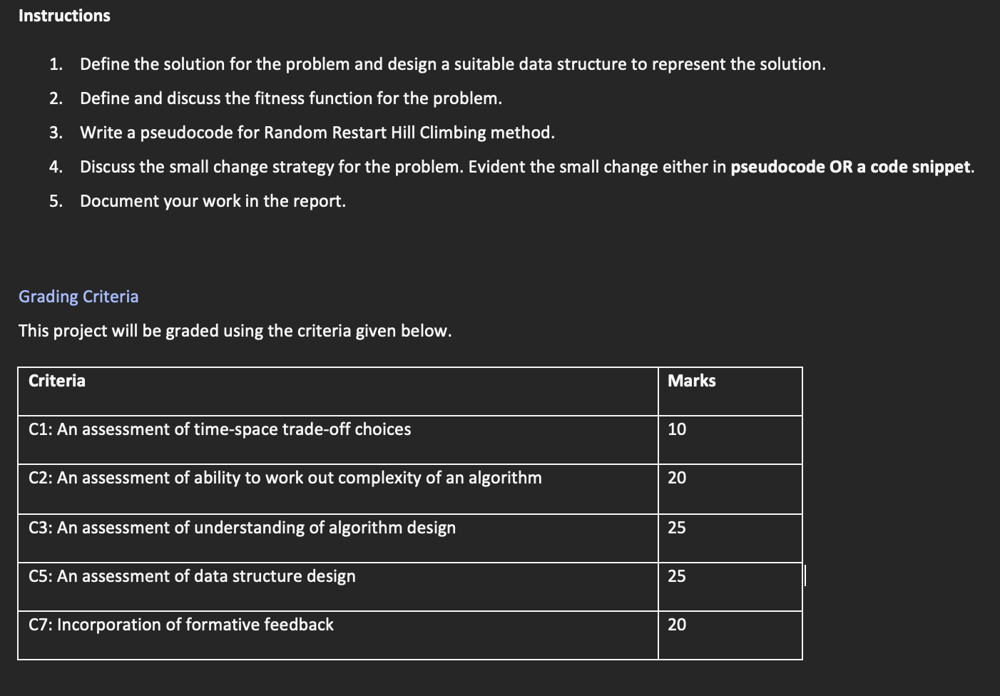 Instructions
1. Define the solution for the problem and design a suitable data structure to represent the solution.
2. Define and discuss the fitness function for the problem.
3. Write a pseudocode for Random Restart Hill Climbing method.
4. Discuss the small change strategy for the problem. Evident the small change either in pseudocode OR a code snippet.
5. Document your work in the report.
Grading Criteria
This project will be graded using the criteria given below.
Criteria Marks
C1: An assessment of time-space trade-off choices 10
C2: An assessment of ability to work out complexity of an algorithm 20
C3: An assessment of understanding of algorithm design 25
C5: An assessment of data structure design 25
C7: Incorporation of formative feedback 20